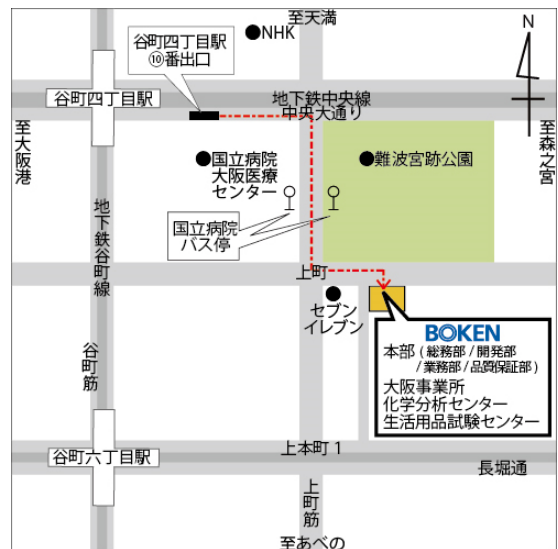 至天満
NHK
N
谷町四丁目駅
⑩番出口
谷町四丁目駅
地下鉄中央線
中央大通り
至大阪港
至森之宮
国立病院
大阪医療
センター
難波宮跡公園
地下鉄谷町線
国立病院
バス停
上町
セブン
イレブン
BOKEN
本部 ( 総務部 / 開発部
/ 業務部 / 品質保証部 )
大阪事業所
化学分析センター
生活用品試験センター
谷町筋
谷町六丁目駅
上本町 1
長堀通
上町筋
至あべの